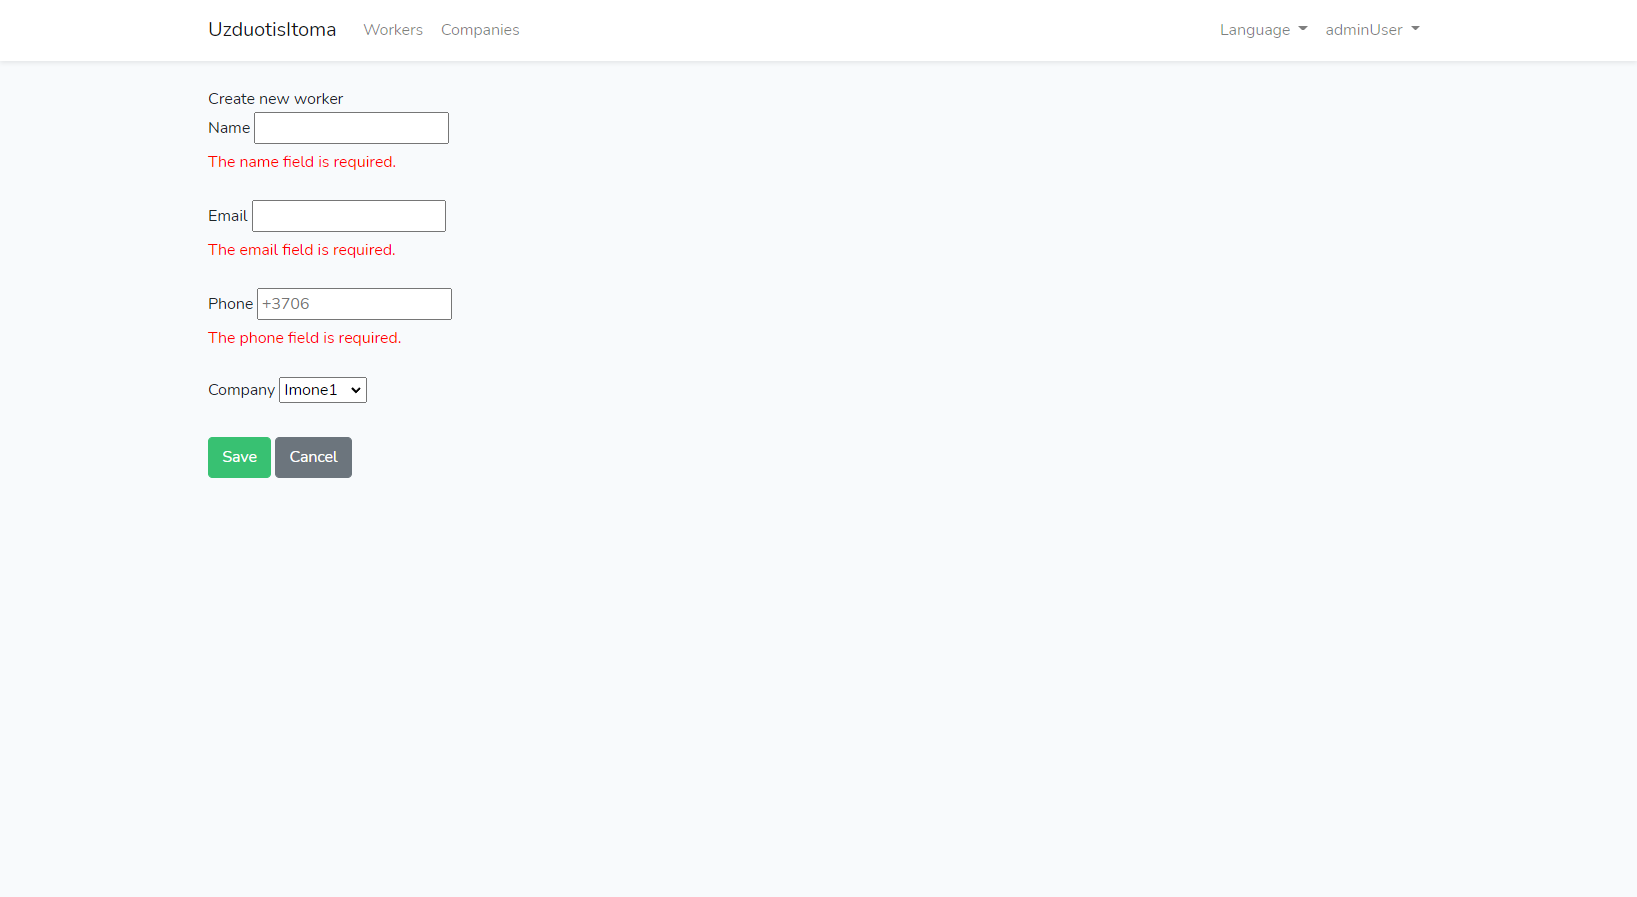 UzduotisItoma Workers Companies Language adminUser
Create new worker
Name
The name field is required.
Email
The email field is required.
Phone +3706
The phone field is required.
Company Imone1
Save Cancel